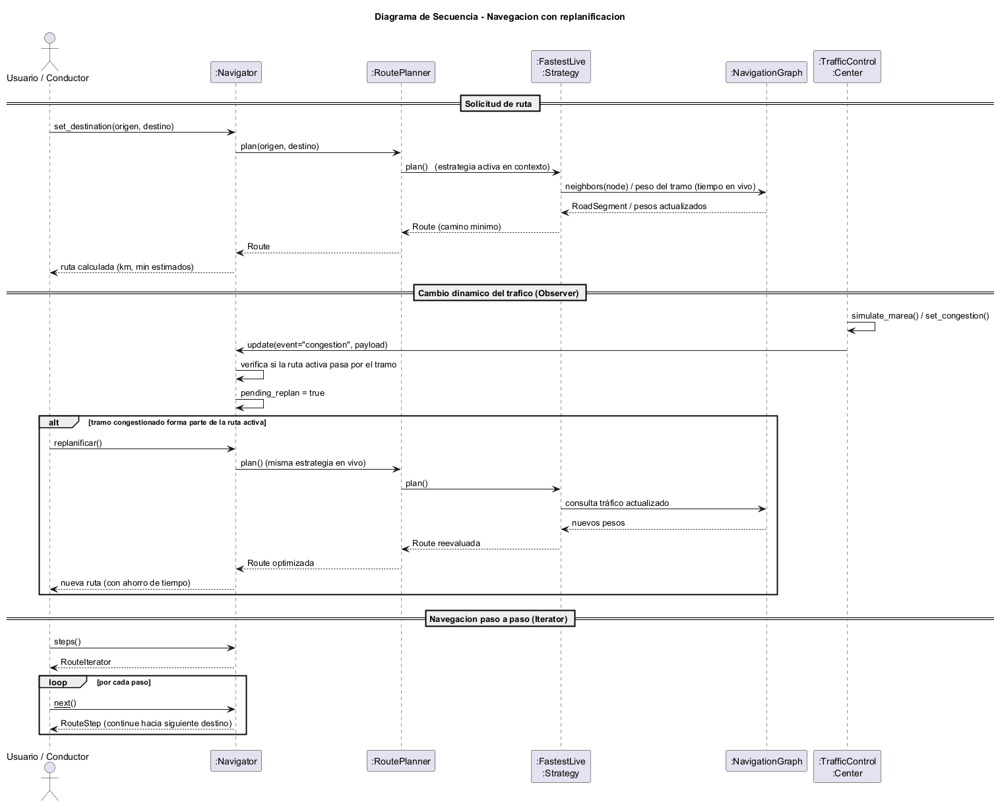 Diagrama de Secuencia - Navegacion con replanificacion
Usuario / Conductor
:Navigator
:RoutePlanner
:FastestLive
:Strategy
:NavigationGraph
:TrafficControl
:Center
Solicitud de ruta
set_destination(origen, destino)
plan(origen, destino)
plan()   (estrategia activa en contexto)
neighbors(node) / peso del tramo (tiempo en vivo)
RoadSegment / pesos actualizados
Route (camino minimo)
Route
ruta calculada (km, min estimados)
Cambio dinamico del trafico (Observer)
simulate_marea() / set_congestion()
update(event="congestion", payload)
verifica si la ruta activa pasa por el tramo
pending_replan = true
alt [tramo congestionado forma parte de la ruta activa]
replanificar()
plan() (misma estrategia en vivo)
plan()
consulta tráfico actualizado
nuevos pesos
Route reevaluada
Route optimizada
nueva ruta (con ahorro de tiempo)
Navegacion paso a paso (Iterator)
steps()
RouteIterator
loop [por cada paso]
next()
RouteStep (continue hacia siguiente destino)
Usuario / Conductor
:Navigator
:RoutePlanner
:FastestLive
:Strategy
:NavigationGraph
:TrafficControl
:Center